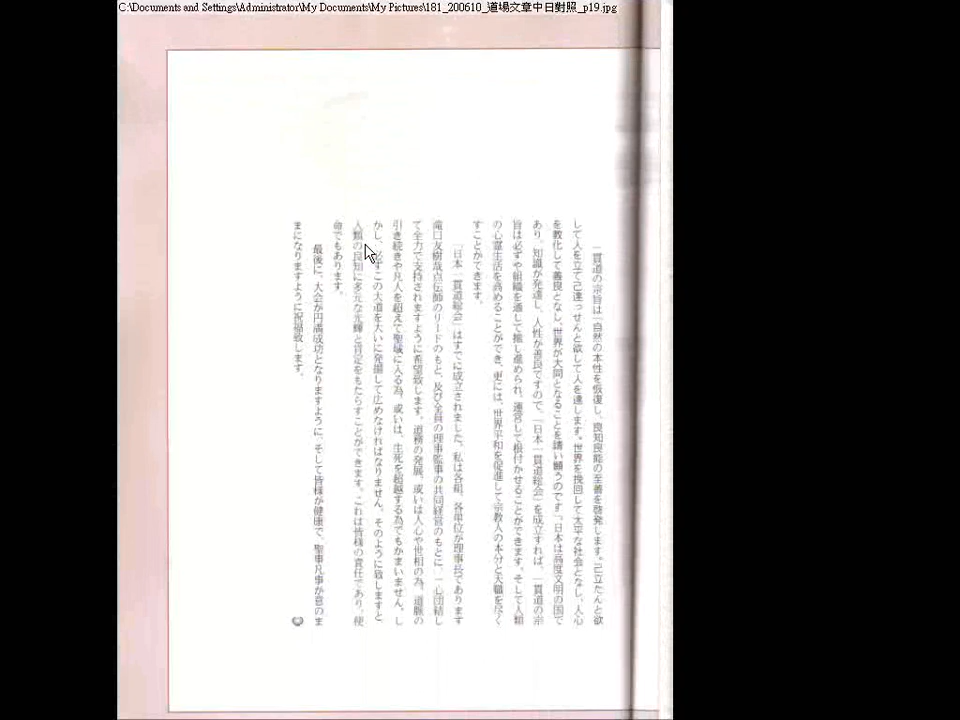 C:\Documents and Settings\Administrator\My Documents\My Pictures\181_200610_道場文章中日對照_p19.jpg
一貫道の宗旨は「自然の本性を恢復し、良知良能の至善を啓発します。己立たんと欲
して人を立て己達っせんと欲して人を達します。世界を挽回して太平な社会となし、人心
を教化して善良となし、世界が大同となることを請い願うのです」。日本は高度文明の国で
あり、知識が発達し、人性が善良ですので、「日本一貫道総会」を成立すれば、一貫道の宗
旨は必ずや組織を通して推し進められ、運営して根付かせることができます。そして人類
の心靈生活を高めることができ、更には、世界平和を促進して宗教人の本分と天職を尽く
すことができます。
「日本一貫道総会」はすでに成立されました。私は各組、各単位が理事長であります
滝口友樹哉点伝師のリードのもと、及び全員の理事監事の共同経営のもとに、一心団結し
て全力で支持されますように希望致します。道務の発展、或いは人心や世相の為、道脈の
引き続きや凡人を超えて聖域に入る為、或いは、生死を超越する為でもかまいません。し
かし、必ずこの大道を大いに発揚して広めなければなりません。そのように致しますと、
人類の良知に多元な光輝と肯定をもたらすことができます。これは皆様の責任であり、使
命でもあります。
最後に、大会が円満成功となりますように、そして皆様が健康で、聖事凡事が意のま
まになりますように祝福致します。